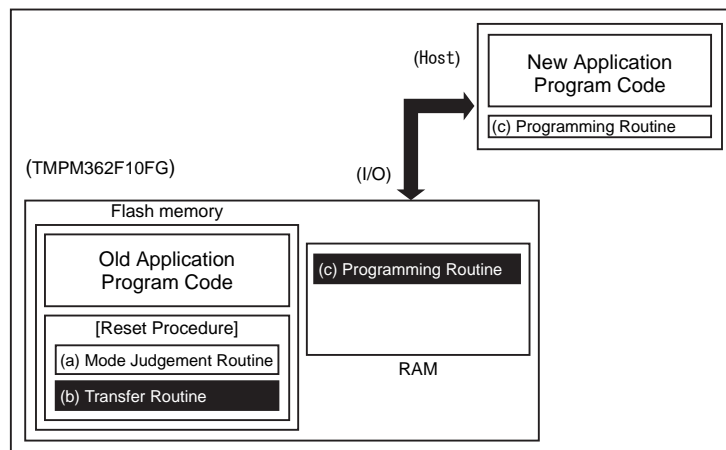 (Host)
New Application
Program Code
(c) Programming Routine
(TMPM362F10FG)
(I/O)
Flash memory
Old Application
Program Code
[Reset Procedure]
(a) Mode Judgement Routine
(b) Transfer Routine
(c) Programming Routine
RAM